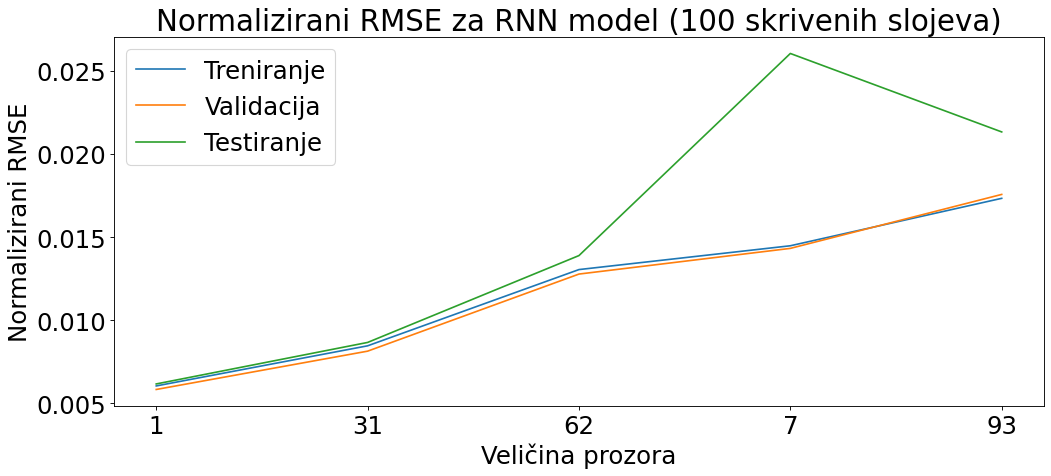 Normalizirani RMSE za RNN model (100 skrivenih slojeva)
Treniranje
Validacija
Testiranje
Normalizirani RMSE
0.025
0.020
0.015
0.010
0.005
1 31 62 7 93
Veličina prozora